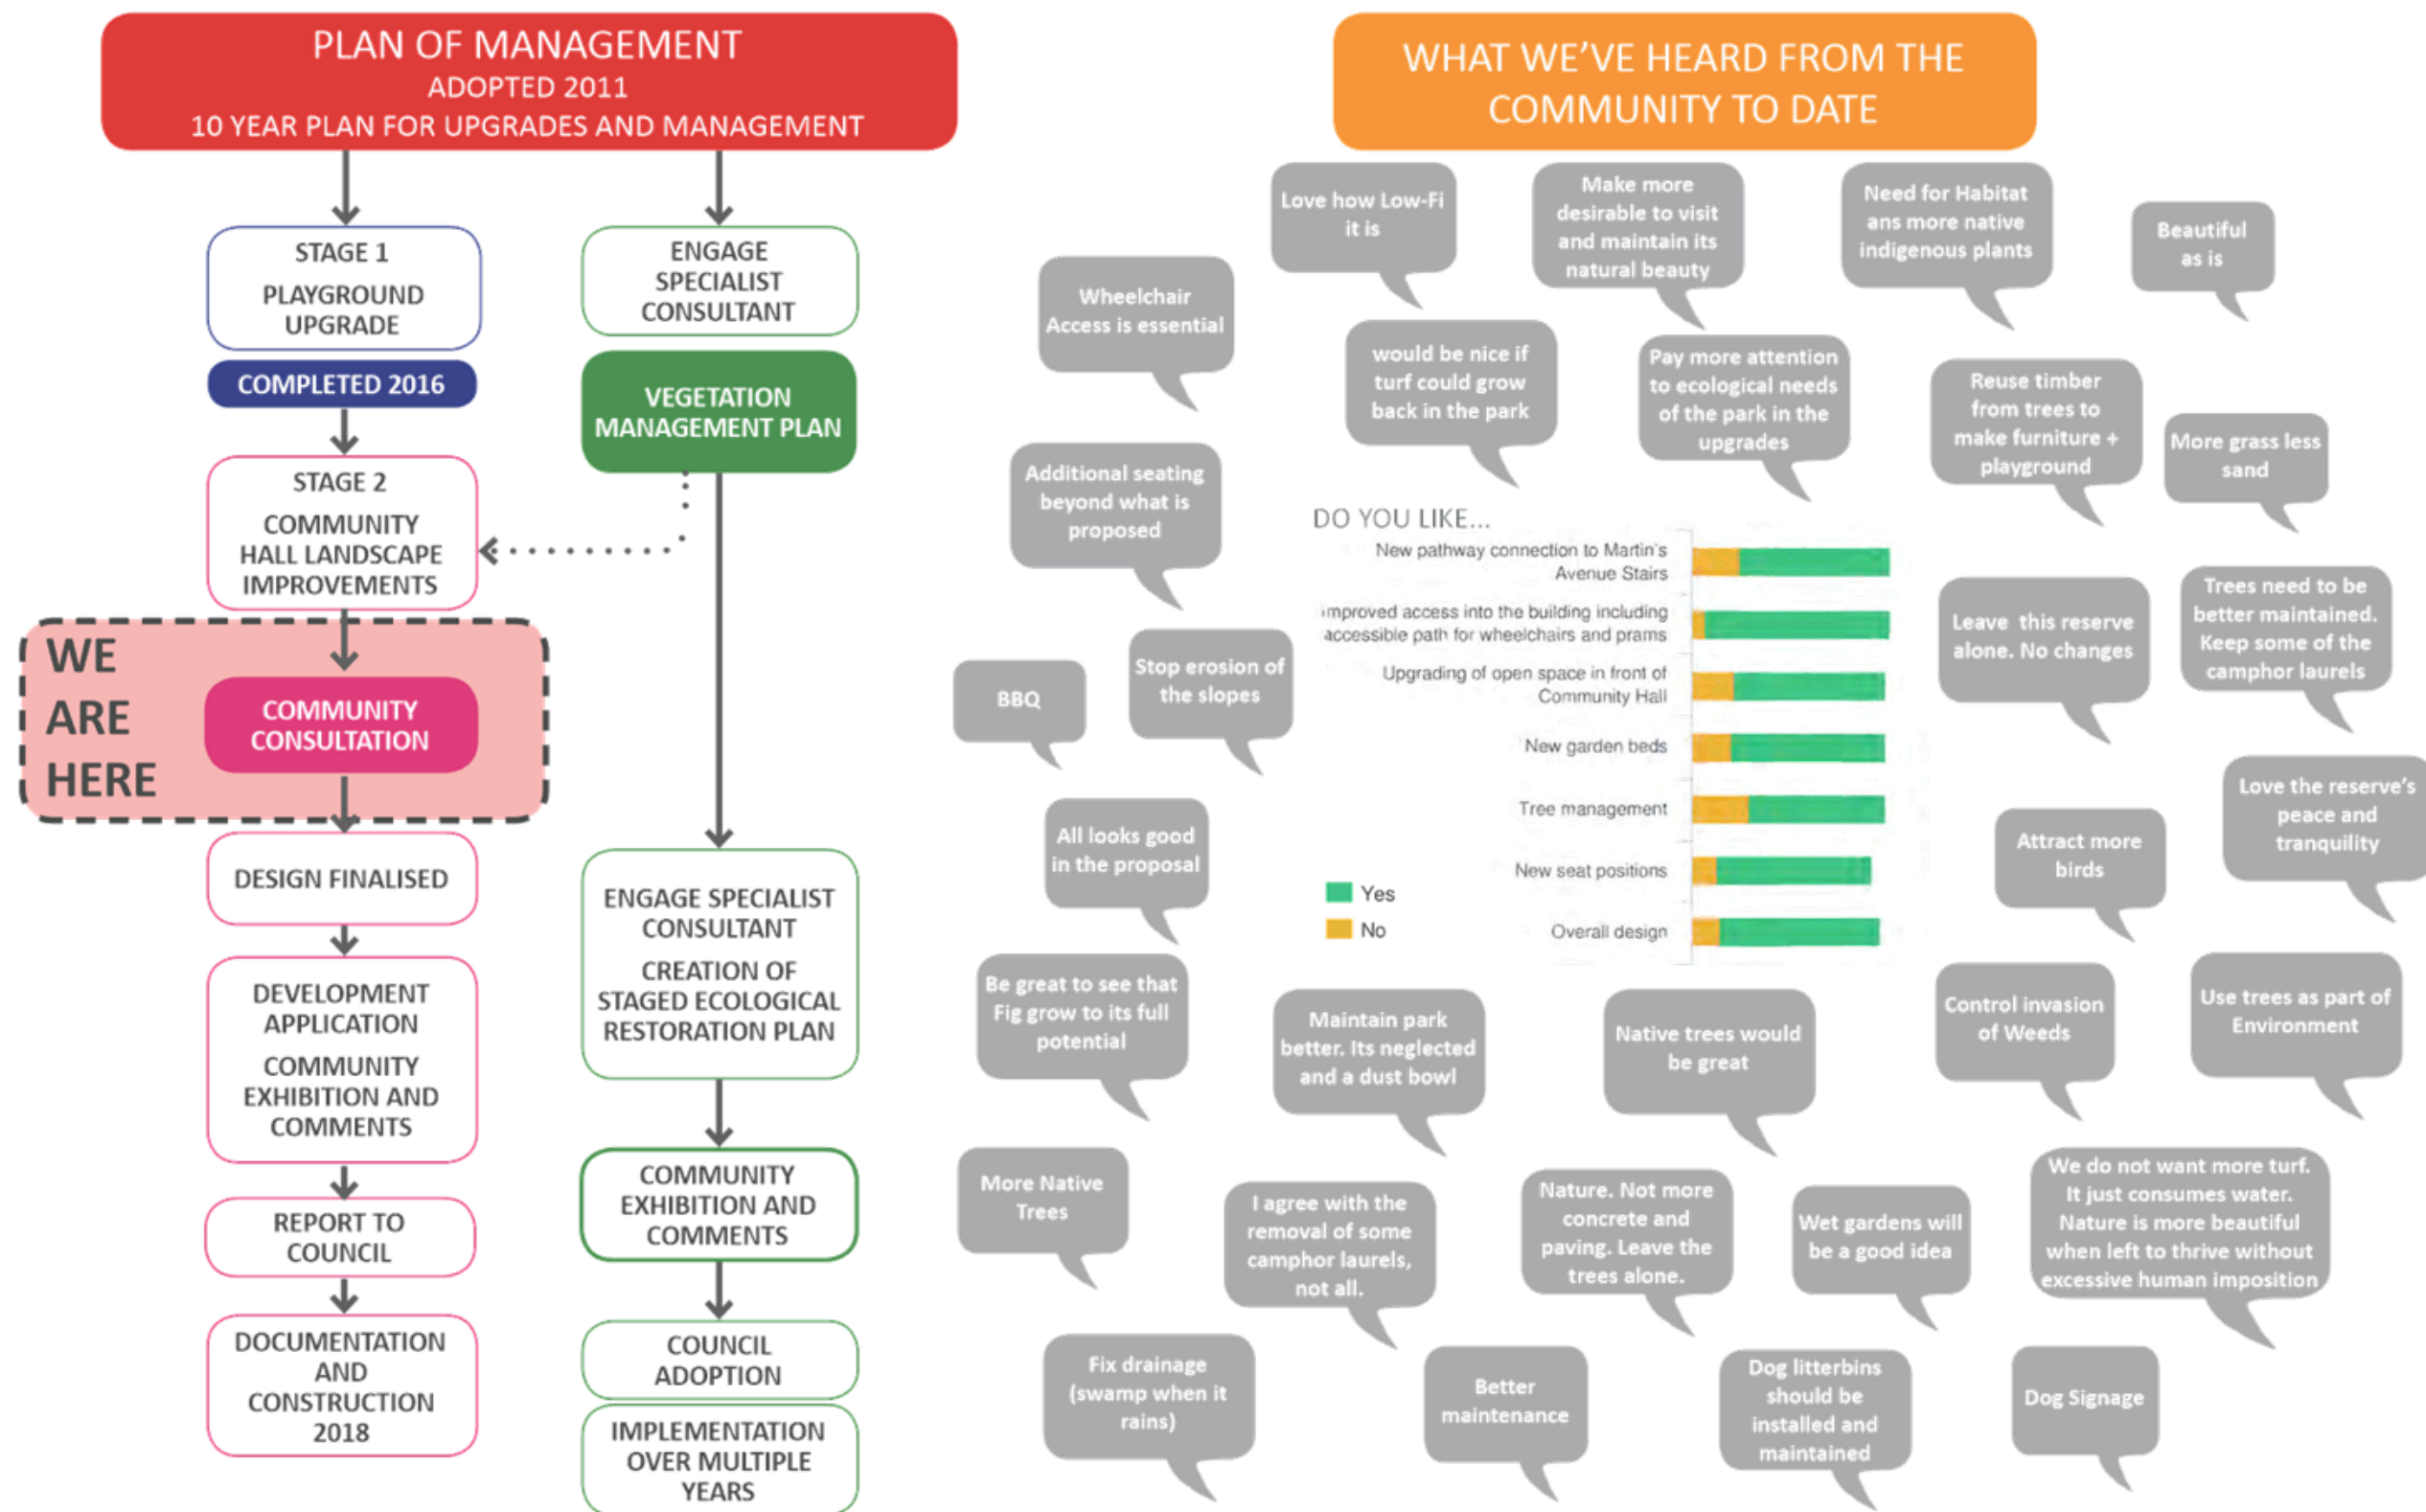 PLAN OF MANAGEMENT
ADOPTED 2011
10 YEAR PLAN FOR UPGRADES AND MANAGEMENT
STAGE 1
PLAYGROUND
UPGRADE
COMPLETED 2016
STAGE 2
COMMUNITY
HALL LANDSCAPE
IMPROVEMENTS
WE
ARE
HERE
COMMUNITY
CONSULTATION
DESIGN FINALISED
DEVELOPMENT
APPLICATION
COMMUNITY
EXHIBITION AND
COMMENTS
REPORT TO
COUNCIL
DOCUMENTATION
AND
CONSTRUCTION
2018
ENGAGE
SPECIALIST
CONSULTANT
VEGETATION
MANAGEMENT PLAN
ENGAGE SPECIALIST
CONSULTANT
CREATION OF
STAGED ECOLOGICAL
RESTORATION PLAN
COMMUNITY
EXHIBITION AND
COMMENTS
COUNCIL
ADOPTION
IMPLEMENTATION
OVER MULTIPLE
YEARS
WHAT WE'VE HEARD FROM THE
COMMUNITY TO DATE
Love how Low-Fi
it is
Make more
desirable to visit
and maintain its
natural beauty
Need for Habitat
ans more native
indigenous plants
Beautiful
as is
Wheelchair
Access is essential
would be nice if
turf could grow
back in the park
Pay more attention
to ecological needs
of the park in the
upgrades
Reuse timber
from trees to
make furniture +
playground
More grass less
sand
Additional seating
beyond what is
proposed
DO YOU LIKE...
New pathway connection to Martin's
Avenue Stairs
improved access into the building including
accessible path for wheelchairs and prams
Upgrading of open space in front of
Community Hall
New garden beds
Tree management
New seat positions
Overall design
Yes
No
Leave this reserve
alone. No changes
Trees need to be
better maintained.
Keep some of the
camphor laurels
BBQ
Stop erosion of
the slopes
Love the reserve's
peace and
tranquility
All looks good
in the proposal
Attract more
birds
Be great to see that
Fig grow to its full
potential
Maintain park
better. Its neglected
and a dust bowl
Native trees would
be great
Control invasion
of Weeds
Use trees as part of
Environment
More Native
Trees
I agree with the
removal of some
camphor laurels,
not all.
Nature. Not more
concrete and
paving. Leave the
trees alone.
Wet gardens will
be a good idea
We do not want more turf.
It just consumes water.
Nature is more beautiful
when left to thrive without
excessive human imposition
Fix drainage
(swamp when it
rains)
Better
maintenance
Dog litterbins
should be
installed and
maintained
Dog Signage